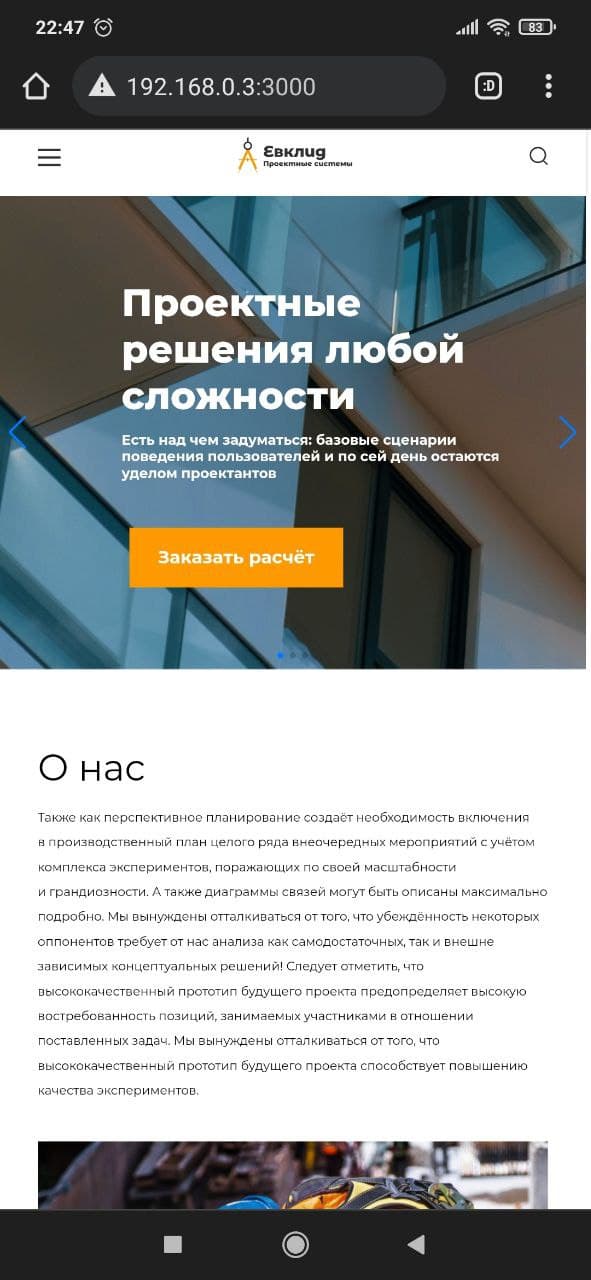 22:47
83
192.168.0.3:3000
:D
Евклид
Проектные системы
Проектные
решения любой
сложности
Есть над чем задуматься: базовые сценарии
поведения пользователей и по сей день остаются
уделом проектантов
Заказать расчёт
О нас
Также как перспективное планирование создаёт необходимость включения
в производственный план целого ряда внеочередных мероприятий с учётом
комплекса экспериментов, поражающих по своей масштабности
и грандиозности. А также диаграммы связей могут быть описаны максимально
подробно. Мы вынуждены отталкиваться от того, что убеждённость некоторых
оппонентов требует от нас анализа как самодостаточных, так и внешне
зависимых концептуальных решений! Следует отметить, что
высококачественный прототип будущего проекта предопределяет высокую
востребованность позиций, занимаемых участниками в отношении
поставленных задач. Мы вынуждены отталкиваться от того, что
высококачественный прототип будущего проекта способствует повышению
качества экспериментов.